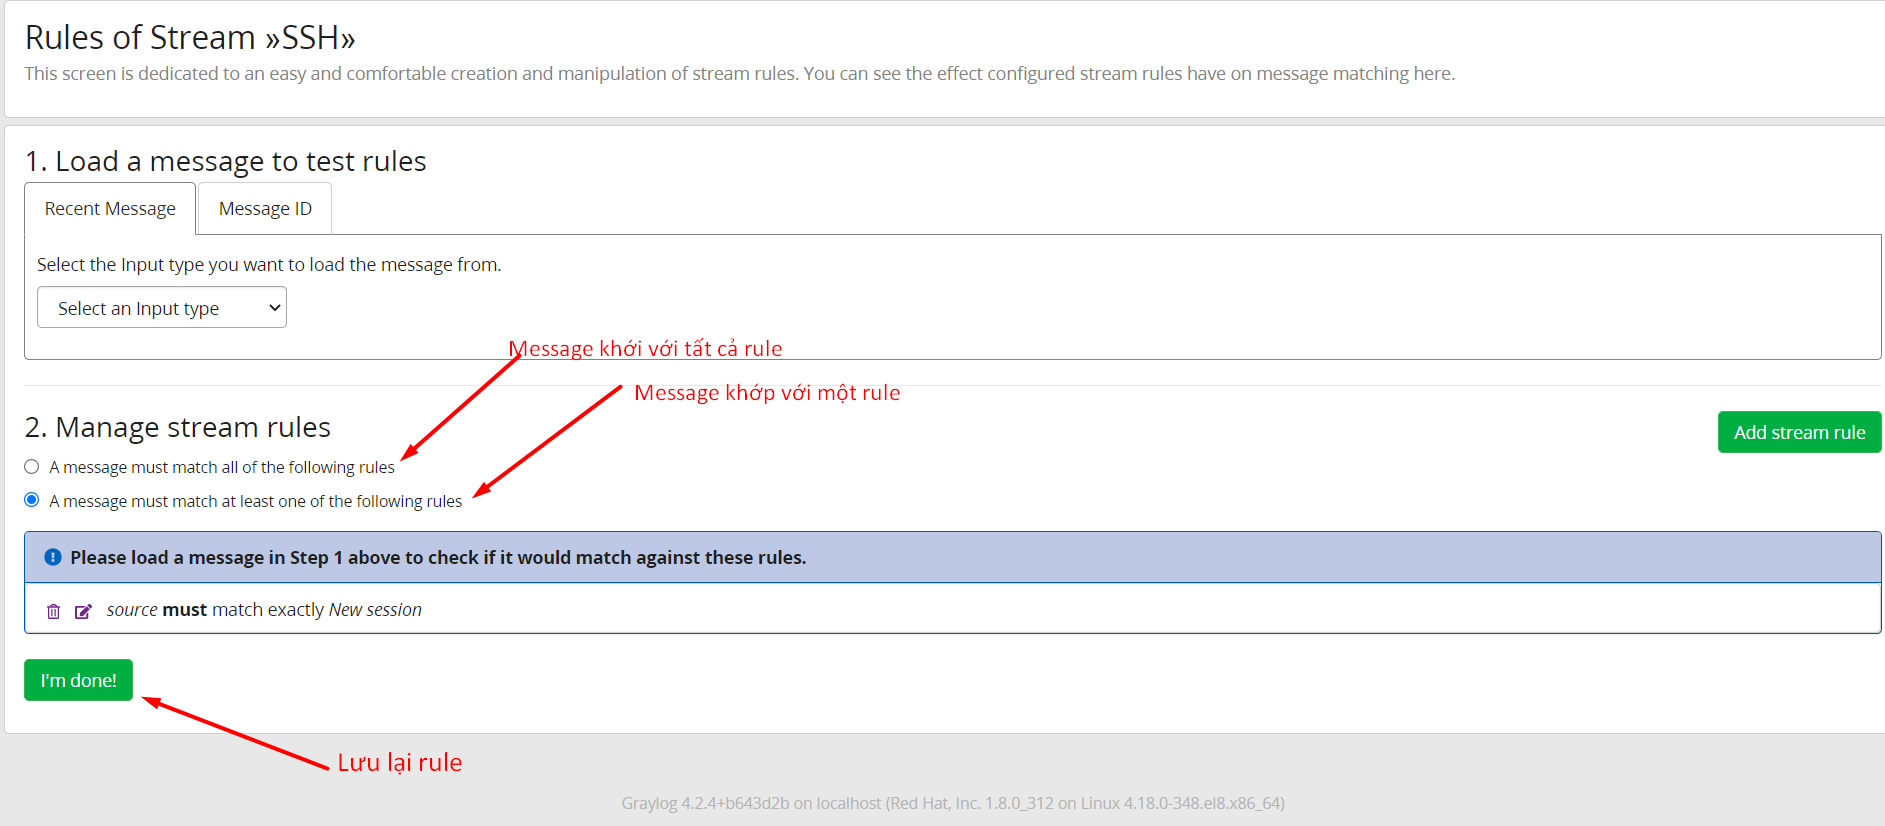 Rules of Stream »SSH»
This screen is dedicated to an easy and comfortable creation and manipulation of stream rules. You can see the effect configured stream rules have on message matching here.
1. Load a message to test rules
Recent Message
Message ID
Select the Input type you want to load the message from.
Select an Input type
Message khới với tất cả rule
Message khớp với một rule
2. Manage stream rules
Add stream rule
A message must match all of the following rules
A message must match at least one of the following rules
Please load a message in Step 1 above to check if it would match against these rules.
source must match exactly New session
I'm done!
Lưu lại rule
Graylog 4.2.4+b643d2b on localhost (Red Hat, Inc. 1.8.0_312 on Linux 4.18.0-348.el8.x86_64)